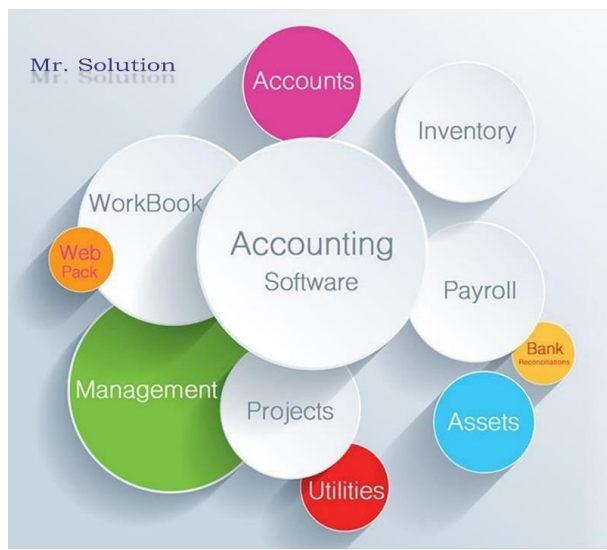 Mr. Solution
Accounts
Inventory
WorkBook
Accounting
Software
Web
Pack
Payroll
Bank
Reconciliations
Management
Projects
Assets
Utilities